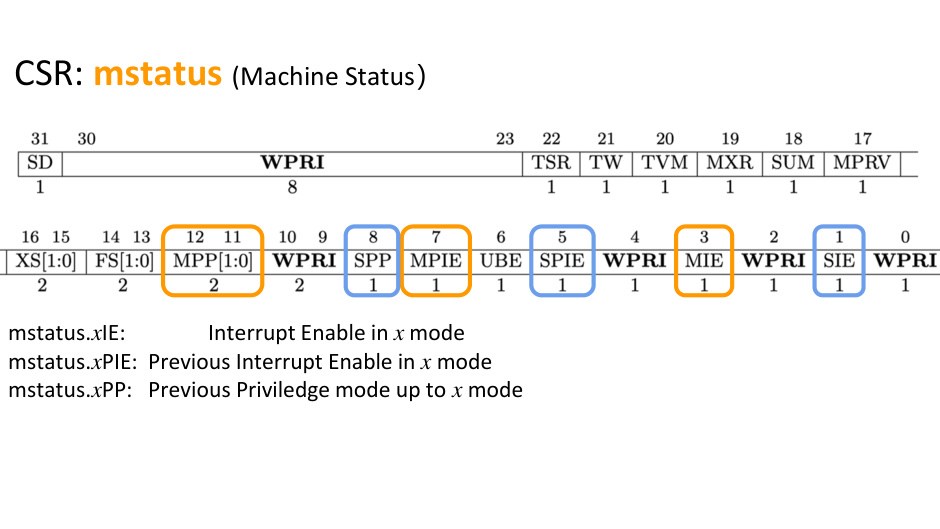 CSR: mstatus (Machine Status)
31 30 23 22 21 20 19 18 17
SD WPRI TSR TW TVM MXR SUM MPRV
1 8 1 1 1 1 1 1
16 15 14 13 12 11 10 9 8 7 6 5 4 3 2 1 0
XS[1:0] FS[1:0] MPP[1:0] WPRI SPP MPIE UBE SPIE WPRI MIE WPRI SIE WPRI
2 2 2 2 1 1 1 1 1 1 1 1 1
mstatus.xIE: Interrupt Enable in x mode
mstatus.xPIE: Previous Interrupt Enable in x mode
mstatus.xPP: Previous Priviledge mode up to x mode